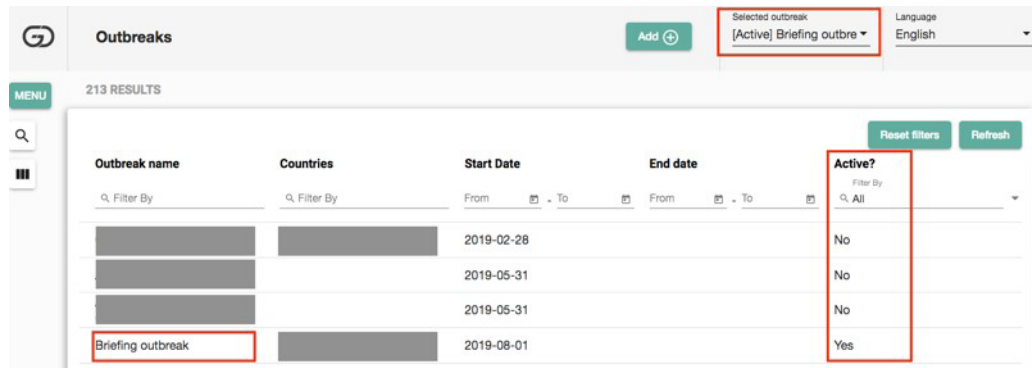 Outbreaks
Add
Selected outbreak
[Active] Briefing outbre
Language
English
MENU
213 RESULTS
Reset filters Refresh
Outbreak name Countries Start Date End date Active?
Filter By Filter By From - To From - To Filter By
All
2019-02-28 No
2019-05-31 No
2019-05-31 No
Briefing outbreak 2019-08-01 Yes